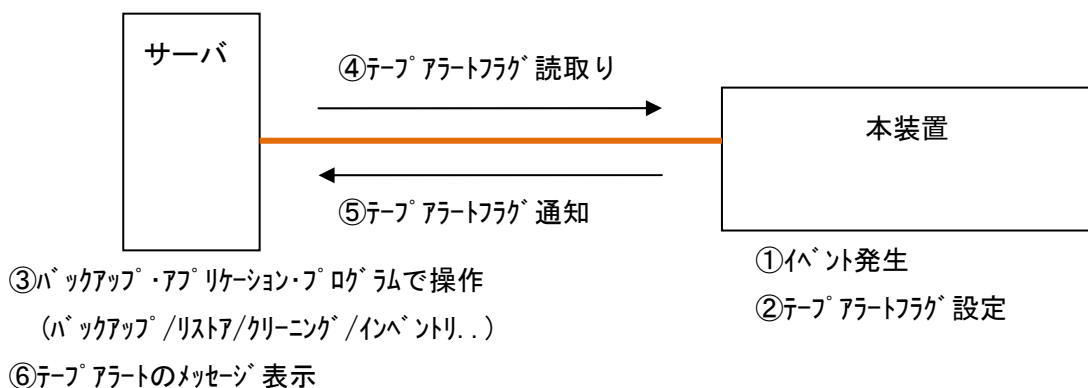 サーバ
④ﾃｰﾌﾟｱﾗｰﾄﾌﾗｸﾞ読取り
本装置
⑤ﾃｰﾌﾟｱﾗｰﾄﾌﾗｸﾞ通知
①ｲﾍﾞﾝﾄ発生
②ﾃｰﾌﾟｱﾗｰﾄﾌﾗｸﾞ設定
③ﾊﾞｯｸｱｯﾌﾟ･ｱﾌﾟﾘｹｰｼｮﾝ･ﾌﾟﾛｸﾞﾗﾑで操作
(ﾊﾞｯｸｱｯﾌﾟ/ﾘｽﾄｱ/ｸﾘｰﾆﾝｸﾞ/ｲﾝﾍﾞﾝﾄﾘ..)
⑥ﾃｰﾌﾟｱﾗｰﾄのﾒｯｾｰｼﾞ表示